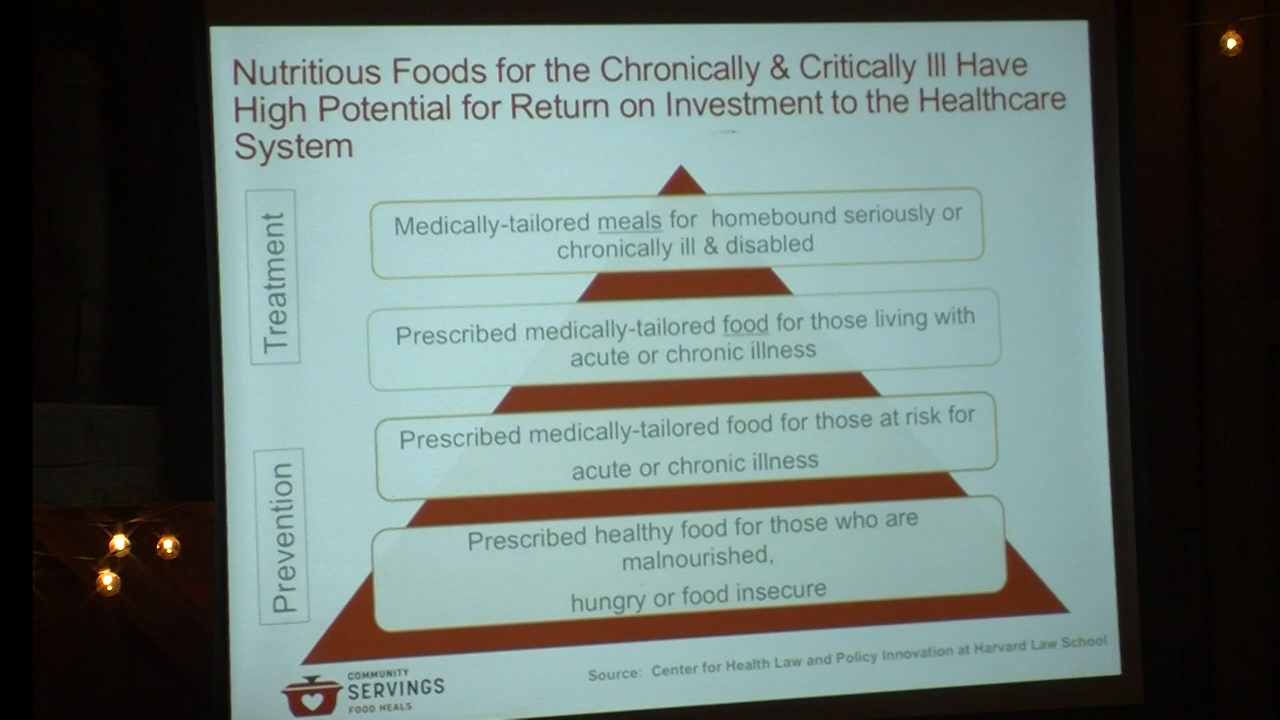 Nutritious Foods for the Chronically & Critically Ill Have
High Potential for Return on Investment to the Healthcare
System
Treatment
Medically-tailored meals for homebound seriously or
chronically ill & disabled
Prescribed medically-tailored food for those living with
acute or chronic illness
Prevention
Prescribed medically-tailored food for those at risk for
acute or chronic illness
Prescribed healthy food for those who are
malnourished,
hungry or food insecure
Source: Center for Health Law and Policy Innovation at Harvard Law School
COMMUNITY
SERVINGS
FOOD HEALS